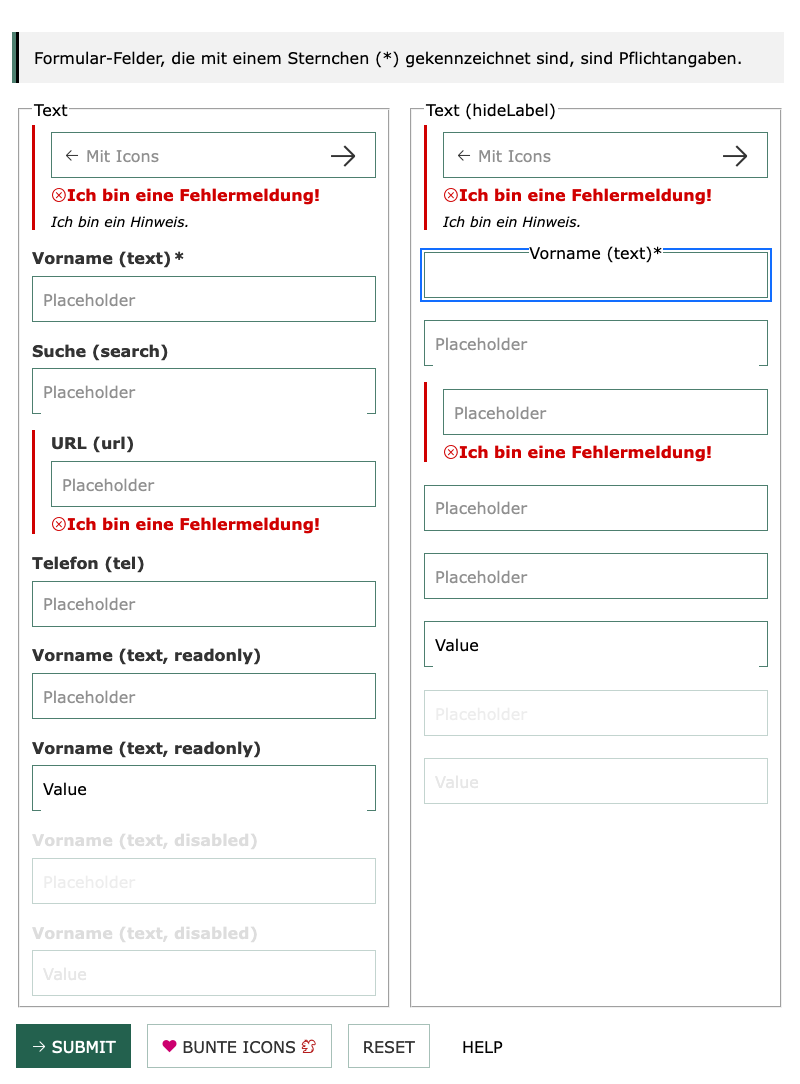 Formular-Felder, die mit einem Sternchen (*) gekennzeichnet sind, sind Pflichtangaben.
Text
← Mit Icons →
Ich bin eine Fehlermeldung!
Ich bin ein Hinweis.
Vorname (text)*
Placeholder
Suche (search)
Placeholder
URL (url)
Placeholder
Ich bin eine Fehlermeldung!
Telefon (tel)
Placeholder
Vorname (text, readonly)
Placeholder
Vorname (text, readonly)
Value
Vorname (text, disabled)
Placeholder
Vorname (text, disabled)
Value
Text (hideLabel)
← Mit Icons →
Ich bin eine Fehlermeldung!
Ich bin ein Hinweis.
Vorname (text)*
Placeholder
Placeholder
Ich bin eine Fehlermeldung!
Placeholder
Placeholder
Value
Placeholder
Value
→ SUBMIT
BUNTE ICONS
RESET
HELP